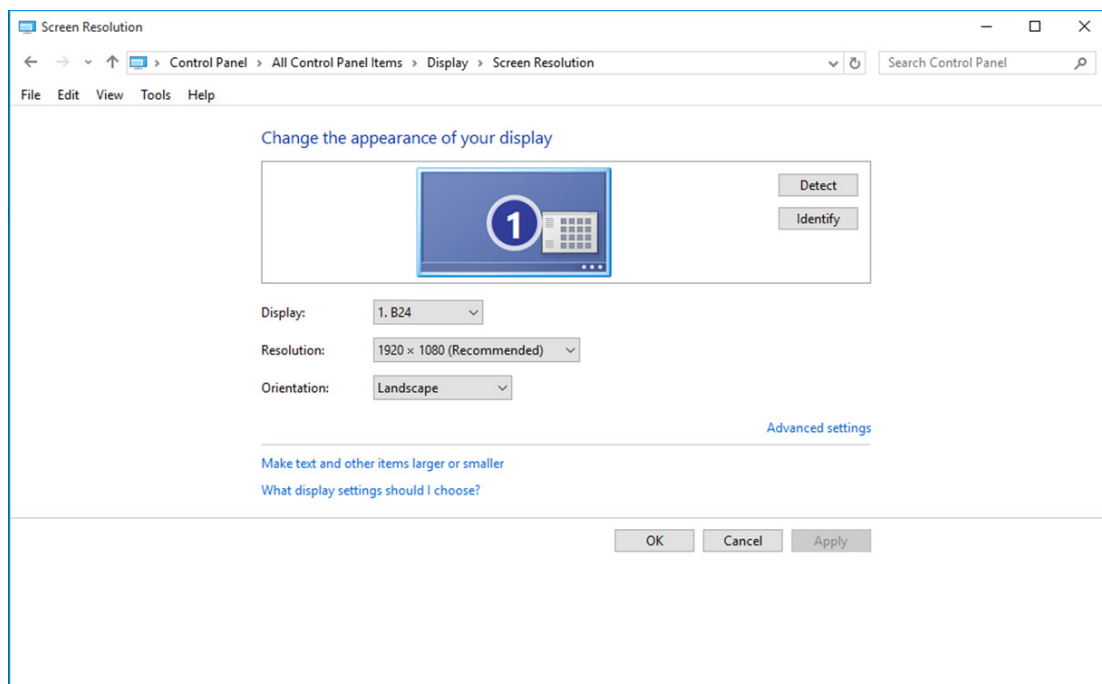 Screen Resolution
Control Panel > All Control Panel Items > Display > Screen Resolution
Search Control Panel
File Edit View Tools Help
Change the appearance of your display
1
Detect
Identify
Display: 1. B24
Resolution: 1920 × 1080 (Recommended)
Orientation: Landscape
Advanced settings
Make text and other items larger or smaller
What display settings should I choose?
OK Cancel Apply